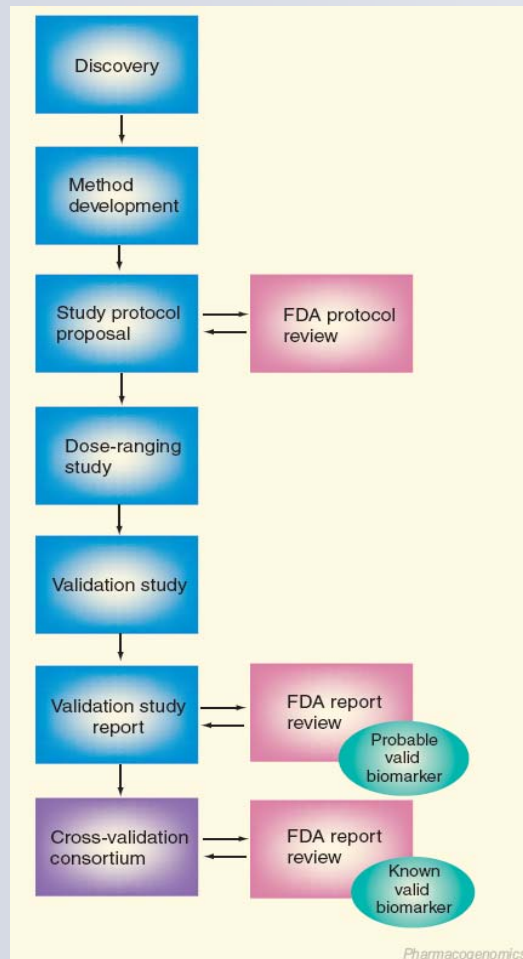 Discovery
Method
development
Study protocol
proposal
FDA protocol
review
Dose-ranging
study
Validation study
Validation study
report
FDA report
review
Probable
valid
biomarker
Cross-validation
consortium
FDA report
review
Known
valid
biomarker
Pharmacogenomics